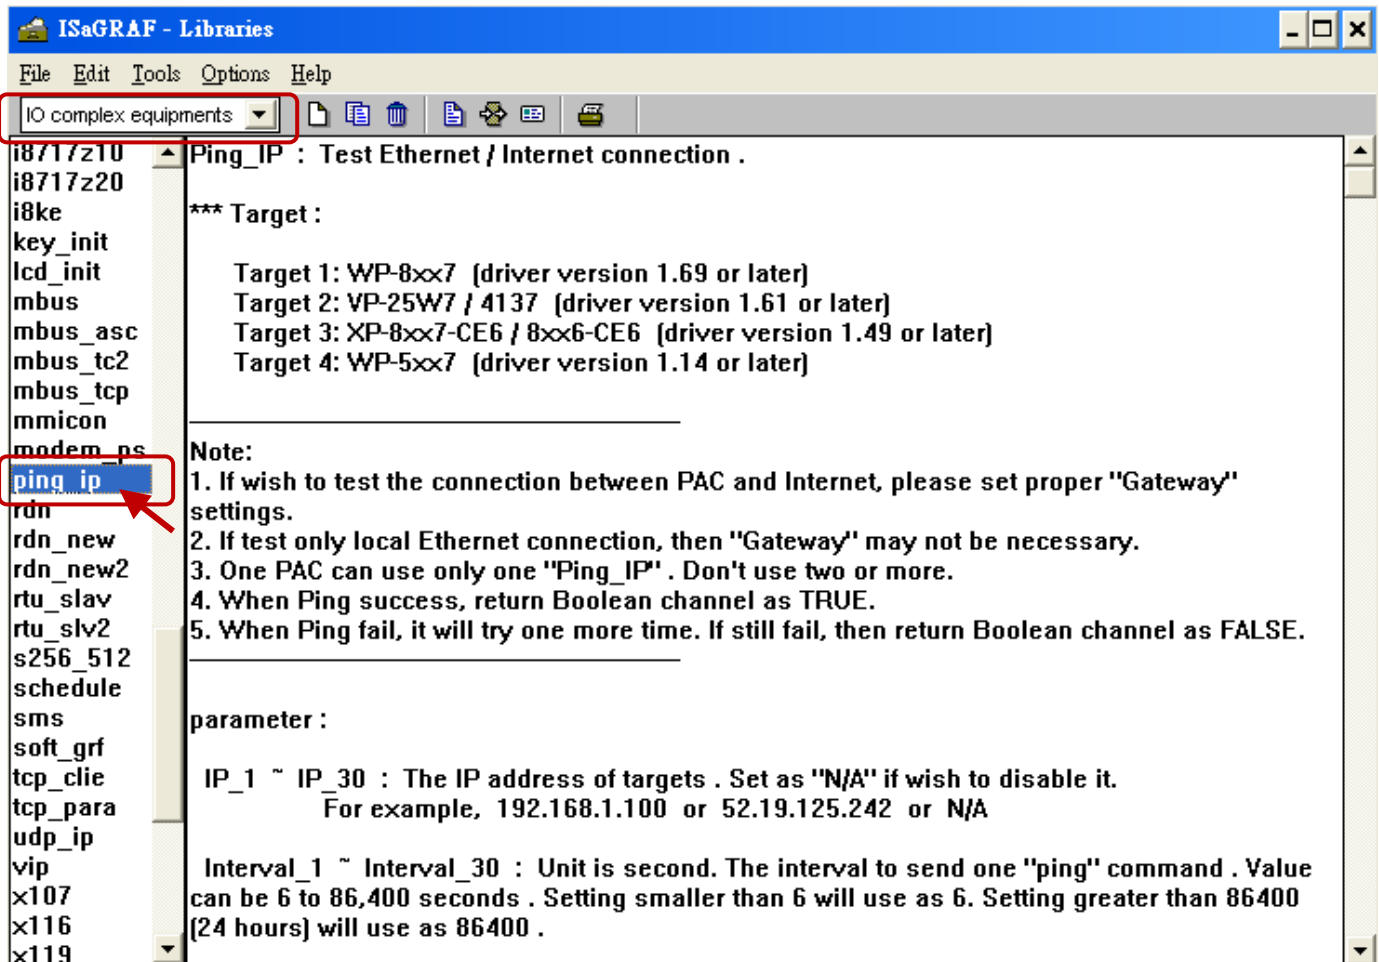 ISaGRAF - Libraries
File Edit Tools Options Help
IO complex equipments
i8717z10
i8717z20
i8ke
key_init
lcd_init
mbus
mbus_asc
mbus_tc2
mbus_tcp
mmicon
modem_ps
ping_ip
rdn
rdn_new
rdn_new2
rtu_slav
rtu_slv2
s256_512
schedule
sms
soft_grf
tcp_clie
tcp_para
udp_ip
vip
x107
x116
x119
Ping_IP : Test Ethernet / Internet connection .
*** Target :
Target 1: WP-8xx7 (driver version 1.69 or later)
Target 2: VP-25W7 / 4137 (driver version 1.61 or later)
Target 3: XP-8xx7-CE6 / 8xx6-CE6 (driver version 1.49 or later)
Target 4: WP-5xx7 (driver version 1.14 or later)
Note:
1. If wish to test the connection between PAC and Internet, please set proper "Gateway"
settings.
2. If test only local Ethernet connection, then "Gateway" may not be necessary.
3. One PAC can use only one "Ping_IP" . Don't use two or more.
4. When Ping success, return Boolean channel as TRUE.
5. When Ping fail, it will try one more time. If still fail, then return Boolean channel as FALSE.
parameter :
IP_1 ~ IP_30 : The IP address of targets . Set as "N/A" if wish to disable it.
For example, 192.168.1.100 or 52.19.125.242 or N/A
Interval_1 ~ Interval_30 : Unit is second. The interval to send one "ping" command . Value
can be 6 to 86,400 seconds . Setting smaller than 6 will use as 6. Setting greater than 86400
(24 hours) will use as 86400 .